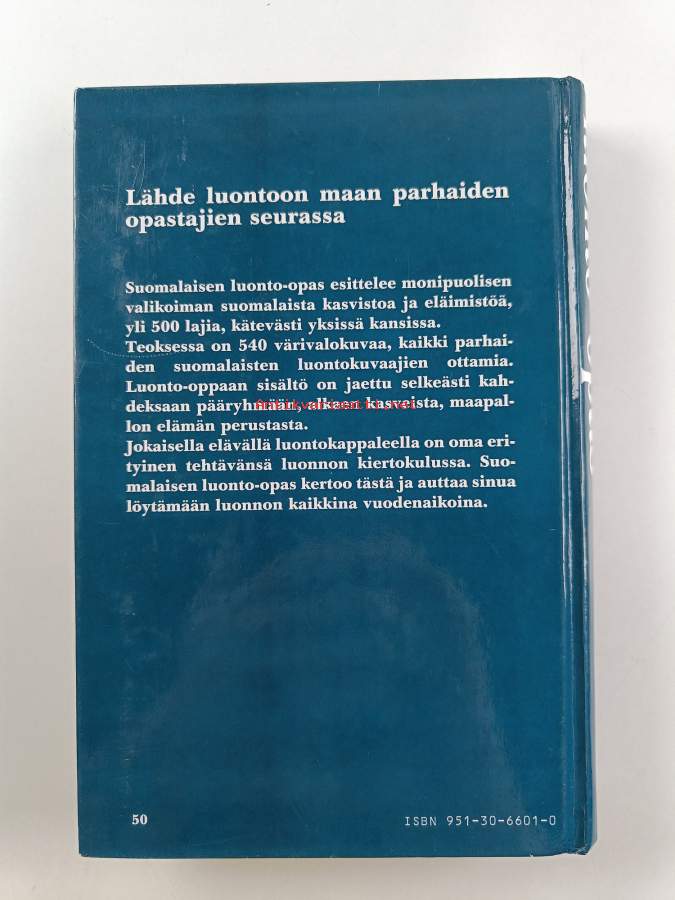 Lähde luontoon maan parhaiden
opastajien seurassa
Suomalaisen luonto-opas esittelee monipuolisen
valikoiman suomalaista kasvistoa ja eläimistöä,
yli 500 lajia, kätevästi yksissä kansissa.
Teoksessa on 540 värivalokuvaa, kaikki parhai-
den suomalaisten luontokuvaajien ottamia.
Luonto-oppaan sisältö on jaettu selkeästi kah-
deksaan pääryhmään, alkaen kasveista, maapal-
lon elämän perustasta.
Jokaisella elävällä luontokappaleella on oma eri-
tyinen tehtävänsä luonnon kiertokulussa. Suo-
malaisen luonto-opas kertoo tästä ja auttaa sinua
löytämään luonnon kaikkina vuodenaikoina.
antikvariaatti.net
50
ISBN 951-30-6601-0